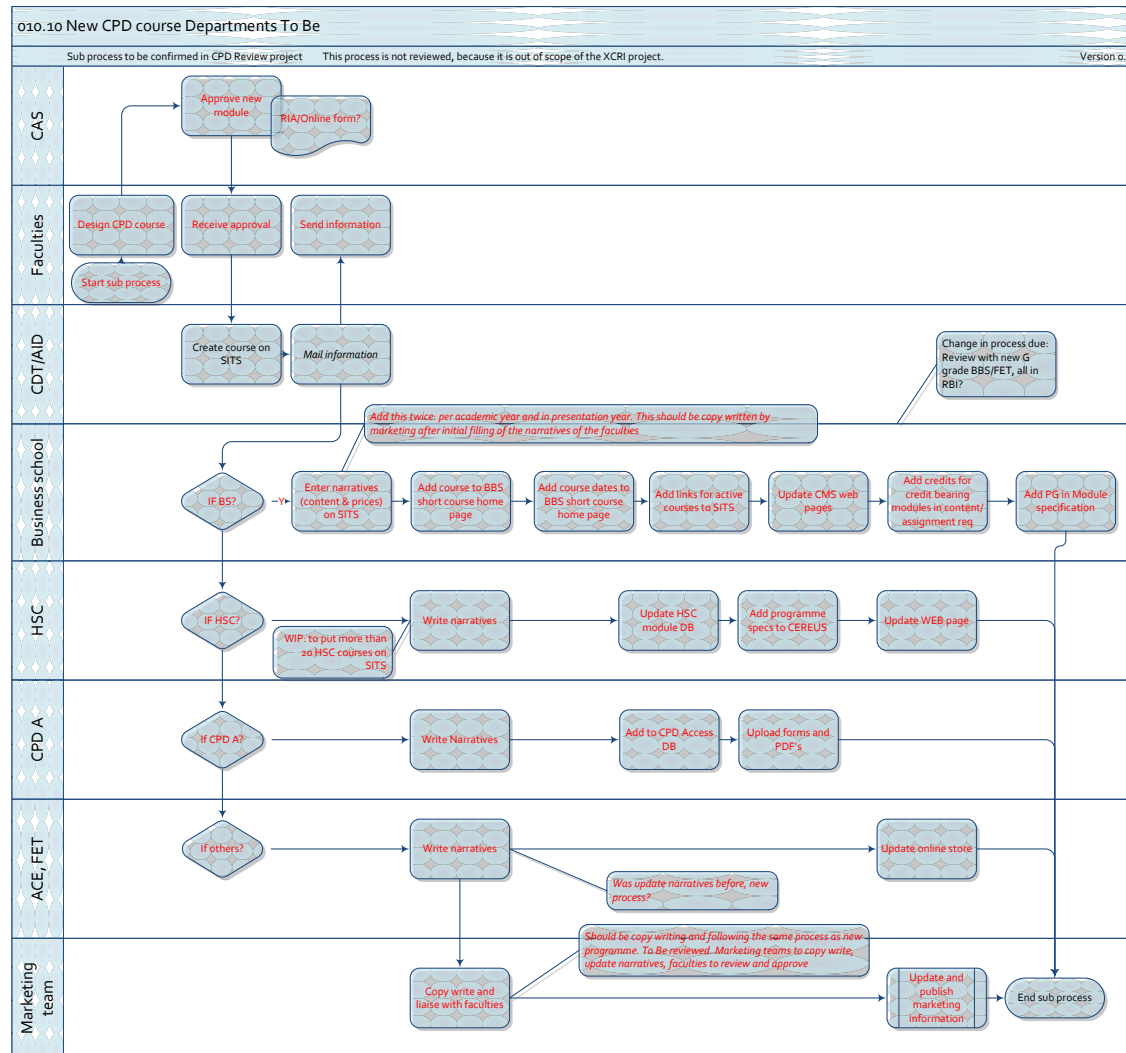 010.10 New CPD course Departments To Be
Sub process to be confirmed in CPD Review project
This process is not reviewed, because it is out of scope of the XCRI project.
Version 0.
CAS
Approve new
module
RIA/Online form?
Faculties
Design CPD course
Receive approval
Send information
Start sub process
CDT/AID
Create course on
SITS
Mail information
Change in process due:
Review with new G
grade BBS/FET, all in
RBI?
Add this twice: per academic year and in presentation year. This should be copy written by
marketing after initial filling of the narratives of the faculties
Business school
IF BS?
Y
Enter narratives
(content & prices)
on SITS
Add course to BBS
short course home
page
Add course dates to
BBS short course
home page
Add links for active
courses to SITS
Update CMS web
pages
Add credits for
credit bearing
modules in content/
assignment req
Add PG in Module
specification
HSC
IF HSC?
WIP: to put more than
20 HSC courses on
SITS
Write narratives
Update HSC
module DB
Add programme
specs to CEREUS
Update WEB page
CPD A
If CPD A?
Write Narratives
Add to CPD Access
DB
Upload forms and
PDF's
ACE, FET
If others?
Write narratives
Update online store
Was update narratives before, new
process?
Marketing
team
Should be copy writing and following the same process as new
programme. To Be reviewed. Marketing teams to copy write,
update narratives, faculties to review and approve
Copy write and
liaise with faculties
Update and
publish
marketing
information
End sub process